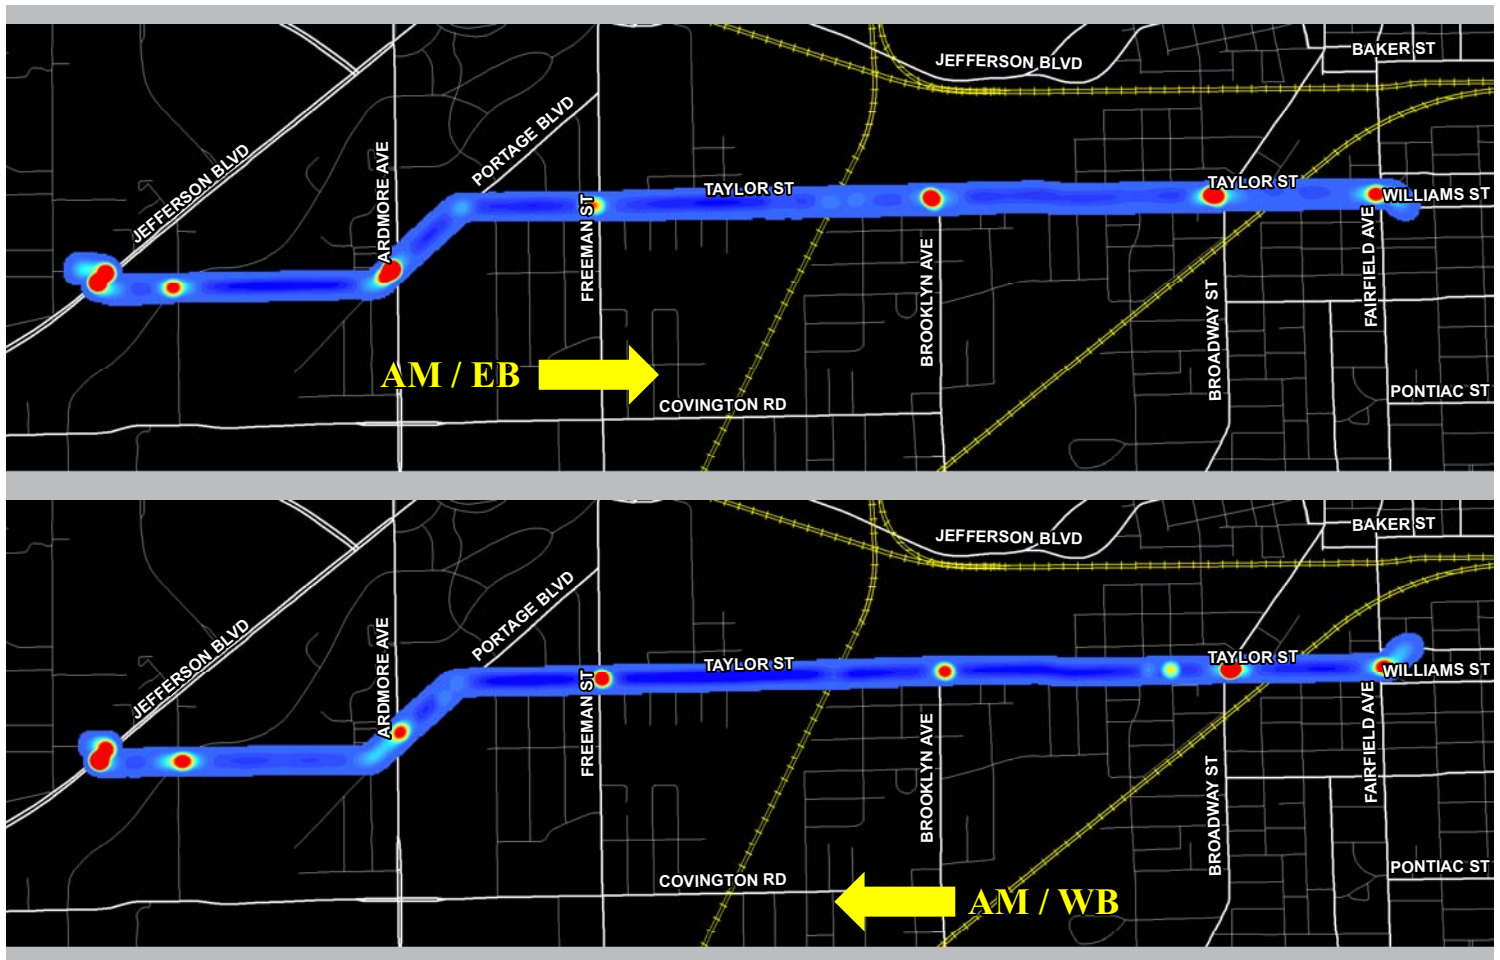 JEFFERSON BLVD
BAKER ST
JEFFERSON BLVD
ARDMORE AVE
PORTAGE BLVD
FREEMAN ST
TAYLOR ST
TAYLOR ST
WILLIAMS ST
FAIRFIELD AVE
BROOKLYN AVE
BROADWAY ST
AM / EB
COVINGTON RD
PONTIAC ST
JEFFERSON BLVD
BAKER ST
JEFFERSON BLVD
ARDMORE AVE
PORTAGE BLVD
FREEMAN ST
TAYLOR ST
TAYLOR ST
WILLIAMS ST
FAIRFIELD AVE
BROOKLYN AVE
BROADWAY ST
COVINGTON RD
PONTIAC ST
AM / WB